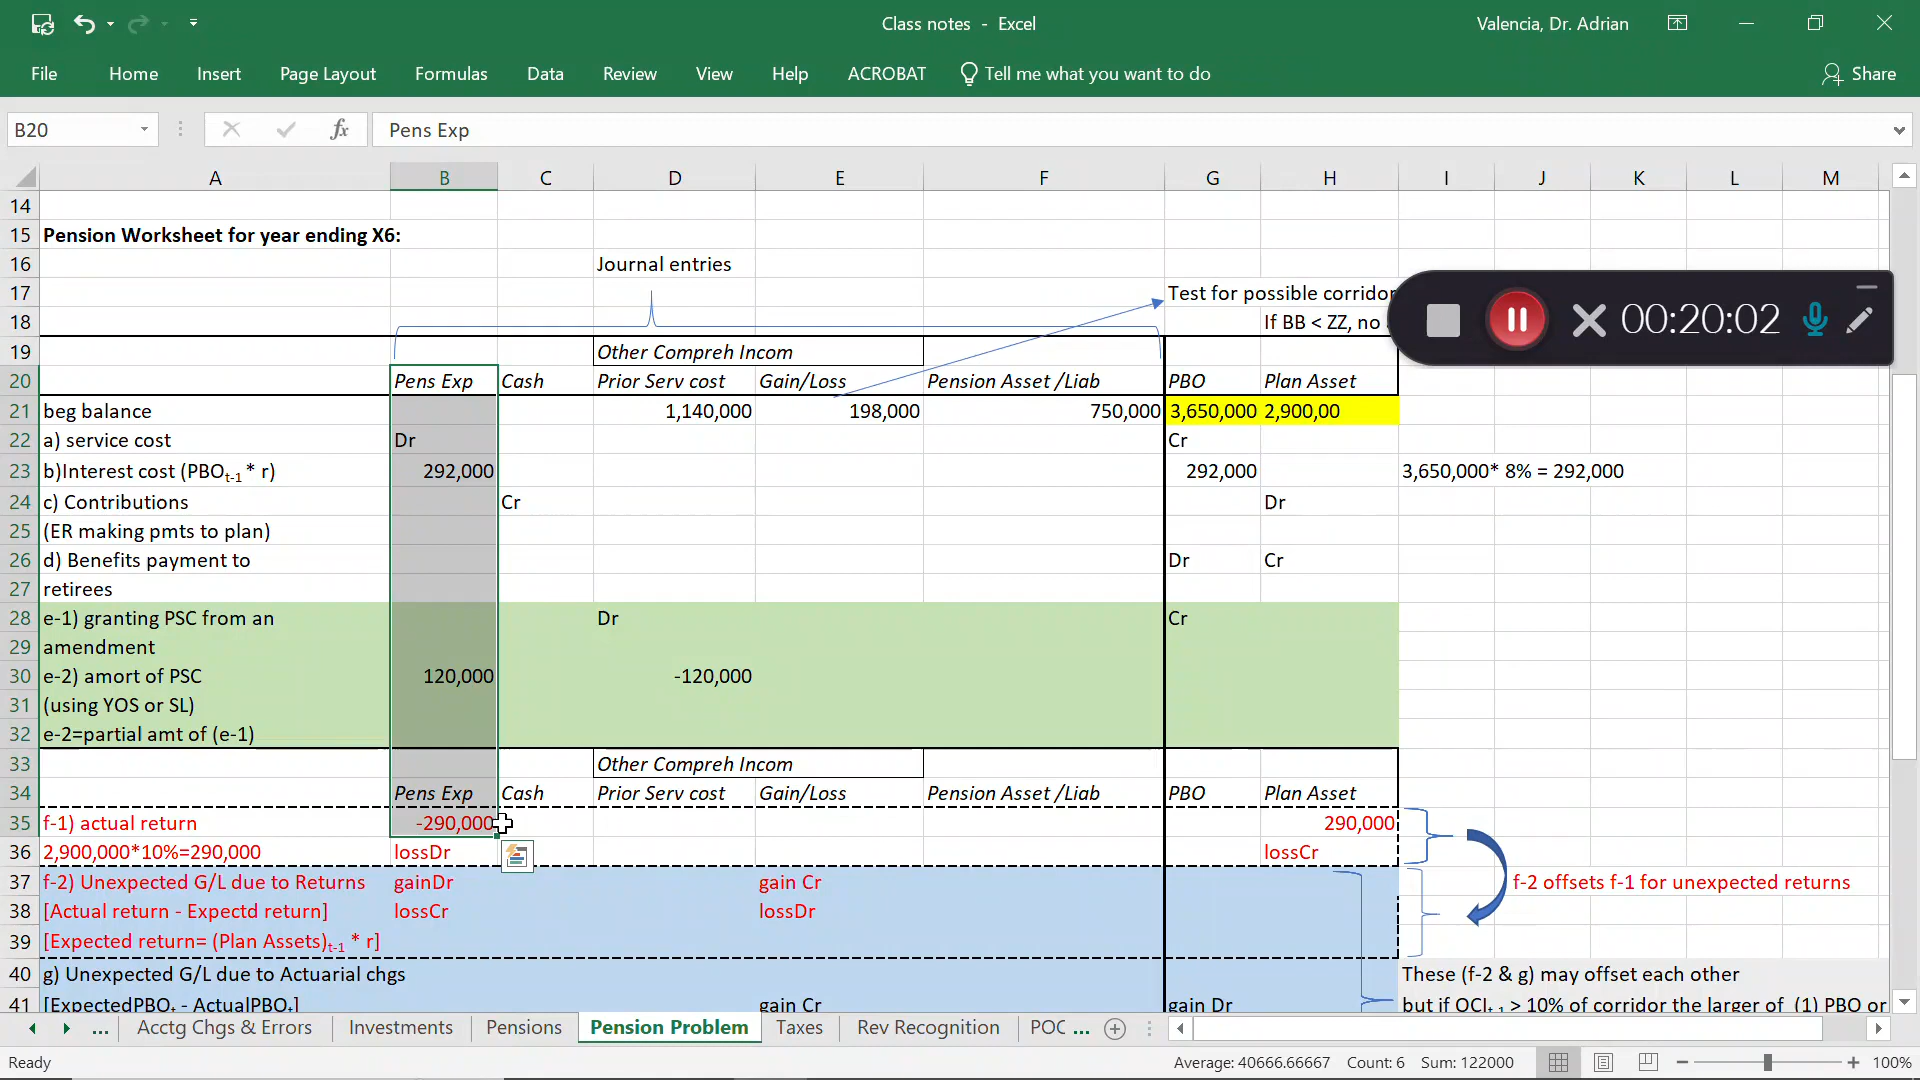 Class notes - Excel
Valencia, Dr. Adrian
File Home Insert Page Layout Formulas Data Review View Help ACROBAT Tell me what you want to do Share
B20 fx Pens Exp
A B C D E F G H I J K L M
14
15 Pension Worksheet for year ending X6:
16 Journal entries
17 Test for possible corridor
18 If BB < ZZ, no
00:20:02
19 Other Compreh Incom
20 Pens Exp Cash Prior Serv cost Gain/Loss Pension Asset /Liab PBO Plan Asset
21 beg balance 1,140,000 198,000 750,000 3,650,000 2,900,00
22 a) service cost Dr Cr
23 b)Interest cost (PBOt-1 * r) 292,000 292,000 3,650,000* 8% = 292,000
24 c) Contributions Cr Dr
25 (ER making pmts to plan)
26 d) Benefits payment to Dr Cr
27 retirees
28 e-1) granting PSC from an Dr Cr
29 amendment
30 e-2) amort of PSC 120,000 -120,000
31 (using YOS or SL)
32 e-2=partial amt of (e-1)
33 Other Compreh Incom
34 Pens Exp Cash Prior Serv cost Gain/Loss Pension Asset /Liab PBO Plan Asset
35 f-1) actual return -290,000 290,000
36 2,900,000*10%=290,000 lossDr lossCr
37 f-2) Unexpected G/L due to Returns gainDr gain Cr f-2 offsets f-1 for unexpected returns
38 [Actual return - Expectd return] lossCr lossDr
39 [Expected return= (Plan Assets)t-1 * r]
40 g) Unexpected G/L due to Actuarial chgs These (f-2 & g) may offset each other
41 [ExpectedPBOt - ActualPBOt] gain Cr gain Dr but if OCIt-1 > 10% of corridor the larger of (1) PBO or
... Acctg Chgs & Errors Investments Pensions Pension Problem Taxes Rev Recognition POC ...
Ready Average: 40666.66667 Count: 6 Sum: 122000 100%